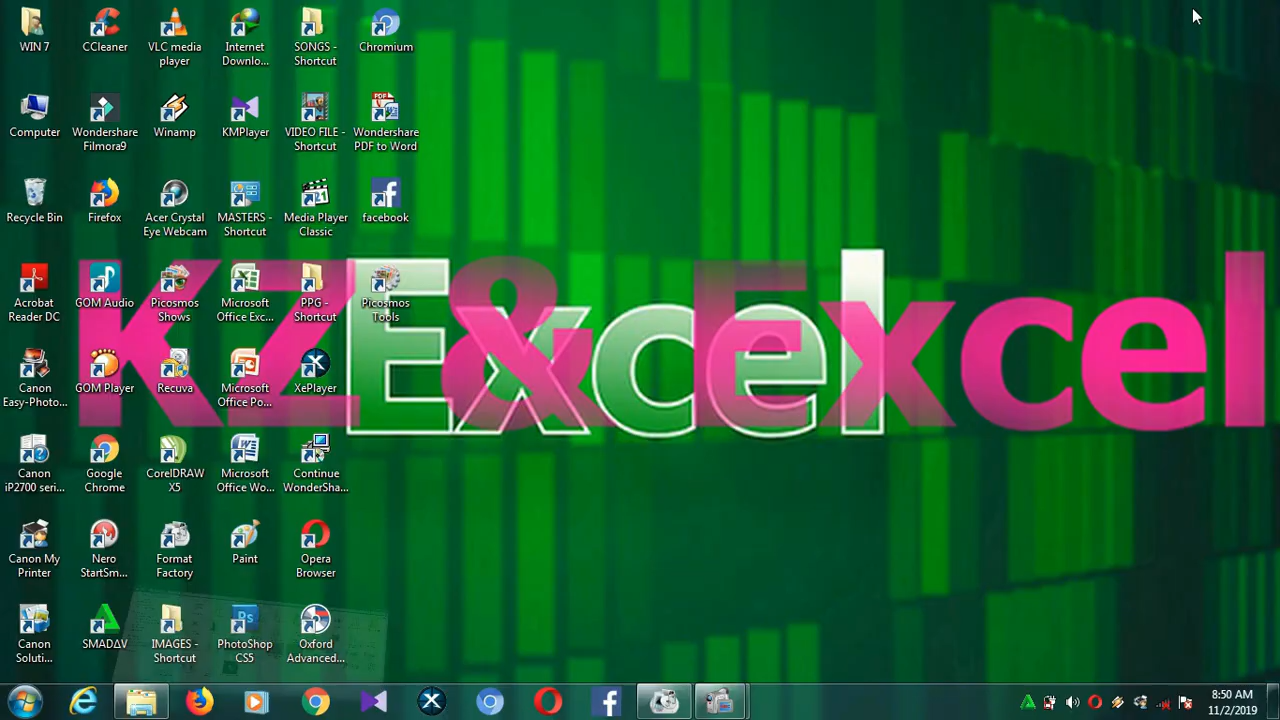 WIN 7
CCleaner
VLC media
player
Internet
Downlo...
SONGS -
Shortcut
Chromium
Computer
Wondershare
Filmora9
Winamp
KMPlayer
VIDEO FILE -
Shortcut
PDF
Wondershare
PDF to Word
Recycle Bin
Firefox
Acer Crystal
Eye Webcam
MASTERS -
Shortcut
Media Player
Classic
facebook
Acrobat
Reader DC
GOM Audio
Picosmos
Shows
Microsoft
Office Exc...
PPG -
Shortcut
Picosmos
Tools
KZ & Excel
Excel
Canon
Easy-Photo...
GOM Player
Recuva
Microsoft
Office Po...
XePlayer
Canon
iP2700 seri...
Google
Chrome
CorelDRAW
X5
Microsoft
Office Wo...
Continue
WonderSha...
Canon My
Printer
Nero
StartSm...
Format
Factory
Paint
Opera
Browser
Canon
Soluti...
SMADΔV
IMAGES -
Shortcut
Ps
PhotoShop
CS5
Oxford
Advanced...
8:50 AM
11/2/2019